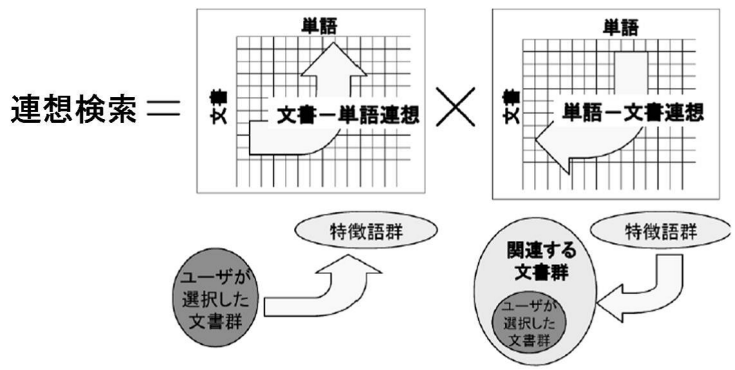 連想検索＝
単語
文書
文書－単語連想
×
単語
文書
単語－文書連想
特徴語群
ユーザが
選択した
文書群
特徴語群
関連する
文書群
ユーザが
選択した
文書群